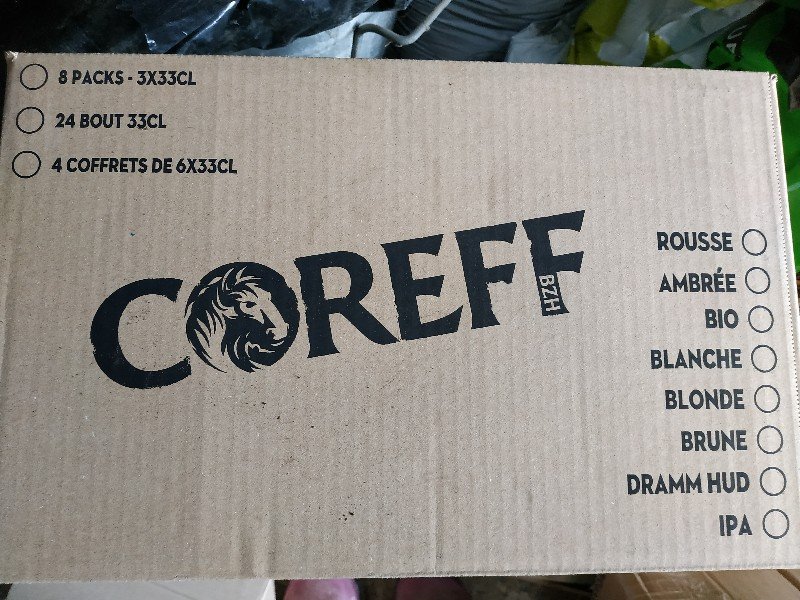 8 PACKS - 3X33CL
24 BOUT 33CL
4 COFFRETS DE 6X33CL
COREFF
BZH
ROUSSE
AMBRÉE
BIO
BLANCHE
BLONDE
BRUNE
DRAMM HUD
IPA